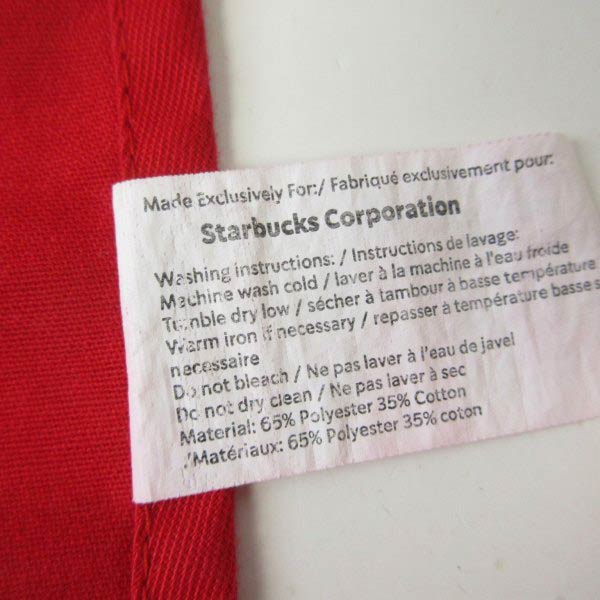 Made Exclusively For:/ Fabriqué exclusivement pour:
Starbucks Corporation
Washing instructions: / Instructions de lavage:
Machine wash cold / laver à la machine à l'eau froide
Tumble dry low / sécher à tambour à basse température
Warm iron if necessary / repasser à température basse s
necessaire
Do not bleach / Ne pas laver à l'eau de javel
Do not dry clean / Ne pas laver à sec
Material: 65% Polyester 35% Cotton
/Matériaux: 65% Polyester 35% coton